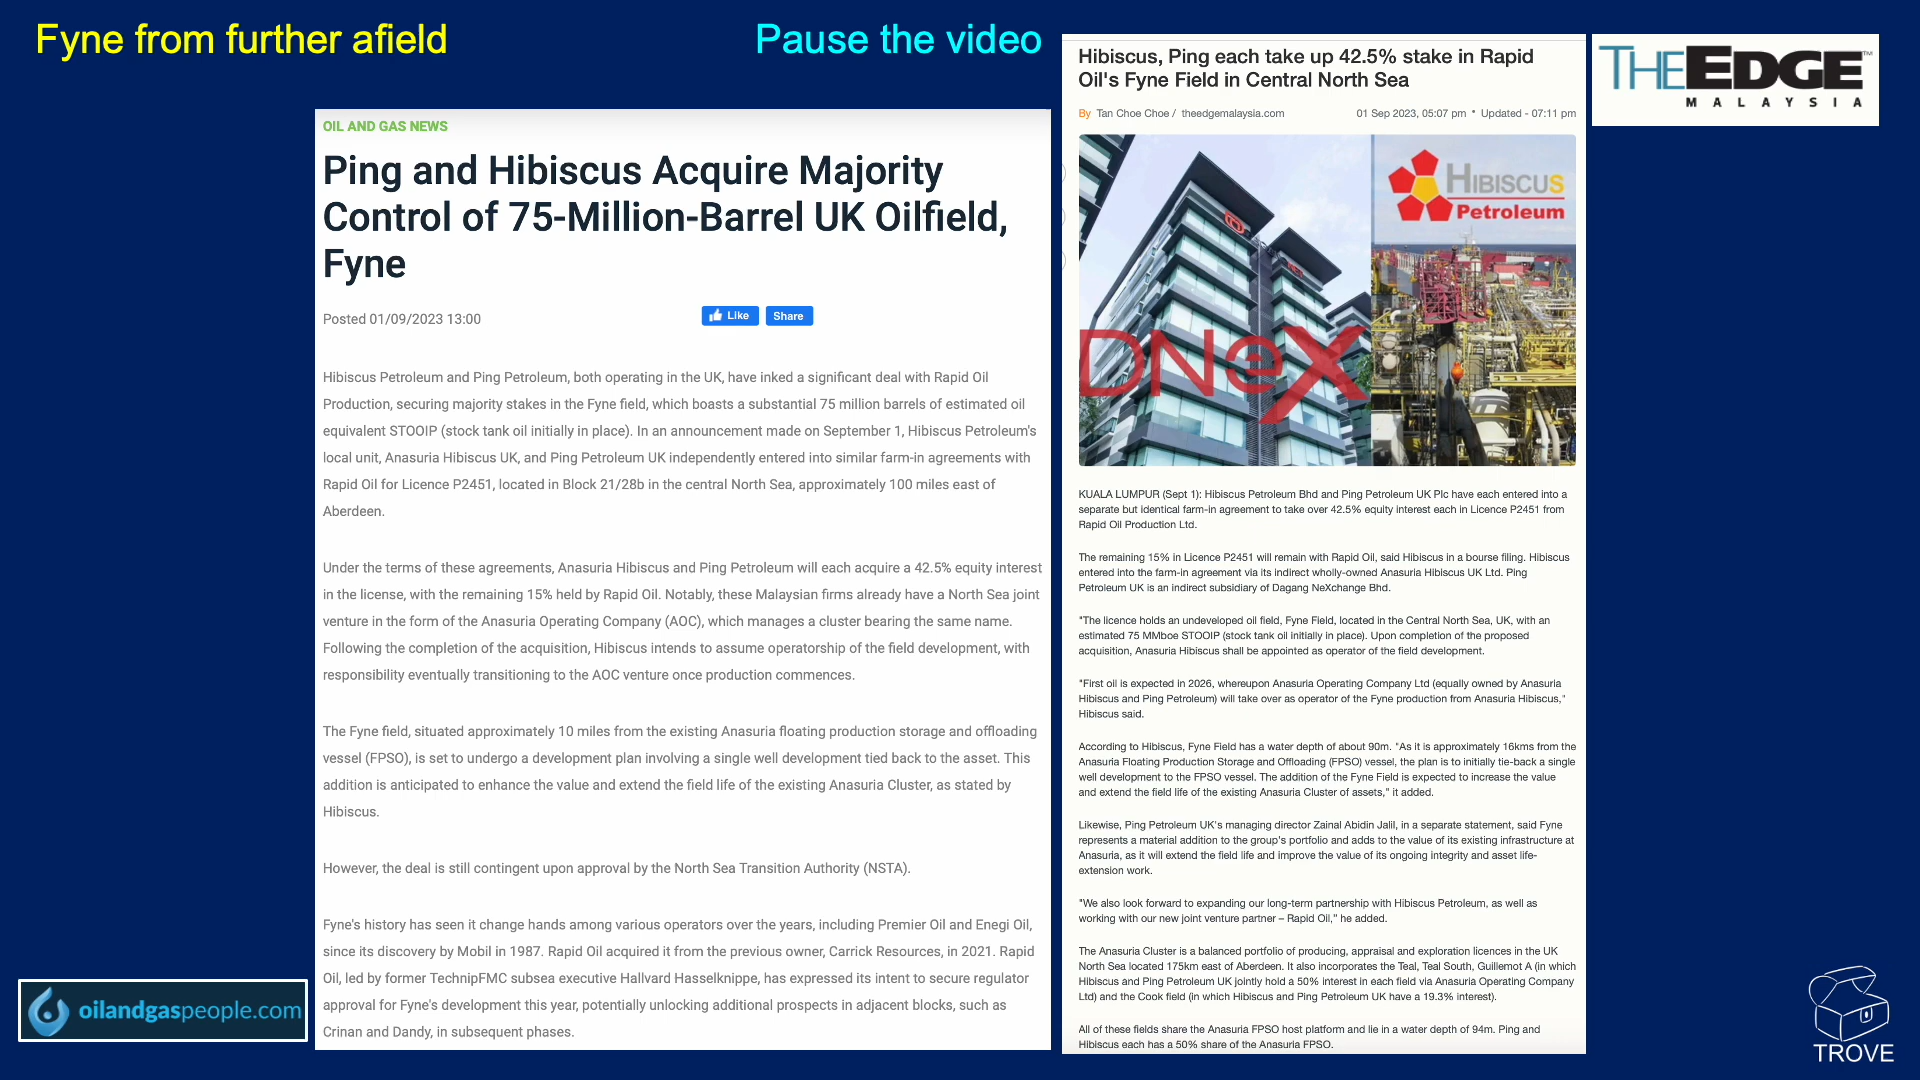 Fyne from further afield
Pause the video
OIL AND GAS NEWS
Ping and Hibiscus Acquire Majority
Control of 75-Million-Barrel UK Oilfield,
Fyne
Posted 01/09/2023 13:00
Like
Share
Hibiscus Petroleum and Ping Petroleum, both operating in the UK, have inked a significant deal with Rapid Oil
Production, securing majority stakes in the Fyne field, which boasts a substantial 75 million barrels of estimated oil
equivalent STOOIP (stock tank oil initially in place). In an announcement made on September 1, Hibiscus Petroleum's
local unit, Anasuria Hibiscus UK, and Ping Petroleum UK independently entered into similar farm-in agreements with
Rapid Oil for Licence P2451, located in Block 21/28b in the central North Sea, approximately 100 miles east of
Aberdeen.
Under the terms of these agreements, Anasuria Hibiscus and Ping Petroleum will each acquire a 42.5% equity interest
in the license, with the remaining 15% held by Rapid Oil. Notably, these Malaysian firms already have a North Sea joint
venture in the form of the Anasuria Operating Company (AOC), which manages a cluster bearing the same name.
Following the completion of the acquisition, Hibiscus intends to assume operatorship of the field development, with
responsibility eventually transitioning to the AOC venture once production commences.
The Fyne field, situated approximately 10 miles from the existing Anasuria floating production storage and offloading
vessel (FPSO), is set to undergo a development plan involving a single well development tied back to the asset. This
addition is anticipated to enhance the value and extend the field life of the existing Anasuria Cluster, as stated by
Hibiscus.
However, the deal is still contingent upon approval by the North Sea Transition Authority (NSTA).
Fyne's history has seen it change hands among various operators over the years, including Premier Oil and Enegi Oil,
since its discovery by Mobil in 1987. Rapid Oil acquired it from the previous owner, Carrick Resources, in 2021. Rapid
Oil, led by former TechnipFMC subsea executive Hallvard Hasselknippe, has expressed its intent to secure regulator
approval for Fyne's development this year, potentially unlocking additional prospects in adjacent blocks, such as
Crinan and Dandy, in subsequent phases.
oilandgaspeople.com
Hibiscus, Ping each take up 42.5% stake in Rapid
Oil's Fyne Field in Central North Sea
By Tan Choe Choe / theedgemalaysia.com
01 Sep 2023, 05:07 pm • Updated - 07:11 pm
HIBISCUS
Petroleum
DNeX
KUALA LUMPUR (Sept 1): Hibiscus Petroleum Bhd and Ping Petroleum UK Plc have each entered into a
separate but identical farm-in agreement to take over 42.5% equity interest each in Licence P2451 from
Rapid Oil Production Ltd.
The remaining 15% in Licence P2451 will remain with Rapid Oil, said Hibiscus in a bourse filing. Hibiscus
entered into the farm-in agreement via its indirect wholly-owned Anasuria Hibiscus UK Ltd. Ping
Petroleum UK is an indirect subsidiary of Dagang NeXchange Bhd.
"The licence holds an undeveloped oil field, Fyne Field, located in the Central North Sea, UK, with an
estimated 75 MMboe STOOIP (stock tank oil initially in place). Upon completion of the proposed
acquisition, Anasuria Hibiscus shall be appointed as operator of the field development.
"First oil is expected in 2026, whereupon Anasuria Operating Company Ltd (equally owned by Anasuria
Hibiscus and Ping Petroleum) will take over as operator of the Fyne production from Anasuria Hibiscus,"
Hibiscus said.
According to Hibiscus, Fyne Field has a water depth of about 90m. "As it is approximately 16kms from the
Anasuria Floating Production Storage and Offloading (FPSO) vessel, the plan is to initially tie-back a single
well development to the FPSO vessel. The addition of the Fyne Field is expected to increase the value
and extend the field life of the existing Anasuria Cluster of assets," it added.
Likewise, Ping Petroleum UK's managing director Zainal Abidin Jalil, in a separate statement, said Fyne
represents a material addition to the group's portfolio and adds to the value of its existing infrastructure at
Anasuria, as it will extend the field life and improve the value of its ongoing integrity and asset life-
extension work.
"We also look forward to expanding our long-term partnership with Hibiscus Petroleum, as well as
working with our new joint venture partner – Rapid Oil," he added.
The Anasuria Cluster is a balanced portfolio of producing, appraisal and exploration licences in the UK
North Sea located 175km east of Aberdeen. It also incorporates the Teal, Teal South, Guillemot A (in which
Hibiscus and Ping Petroleum UK jointly hold a 50% interest in each field via Anasuria Operating Company
Ltd) and the Cook field (in which Hibiscus and Ping Petroleum UK have a 19.3% interest).
All of these fields share the Anasuria FPSO host platform and lie in a water depth of 94m. Ping and
Hibiscus each has a 50% share of the Anasuria FPSO.
THEEDGE™
MALAYSIA
TROVE